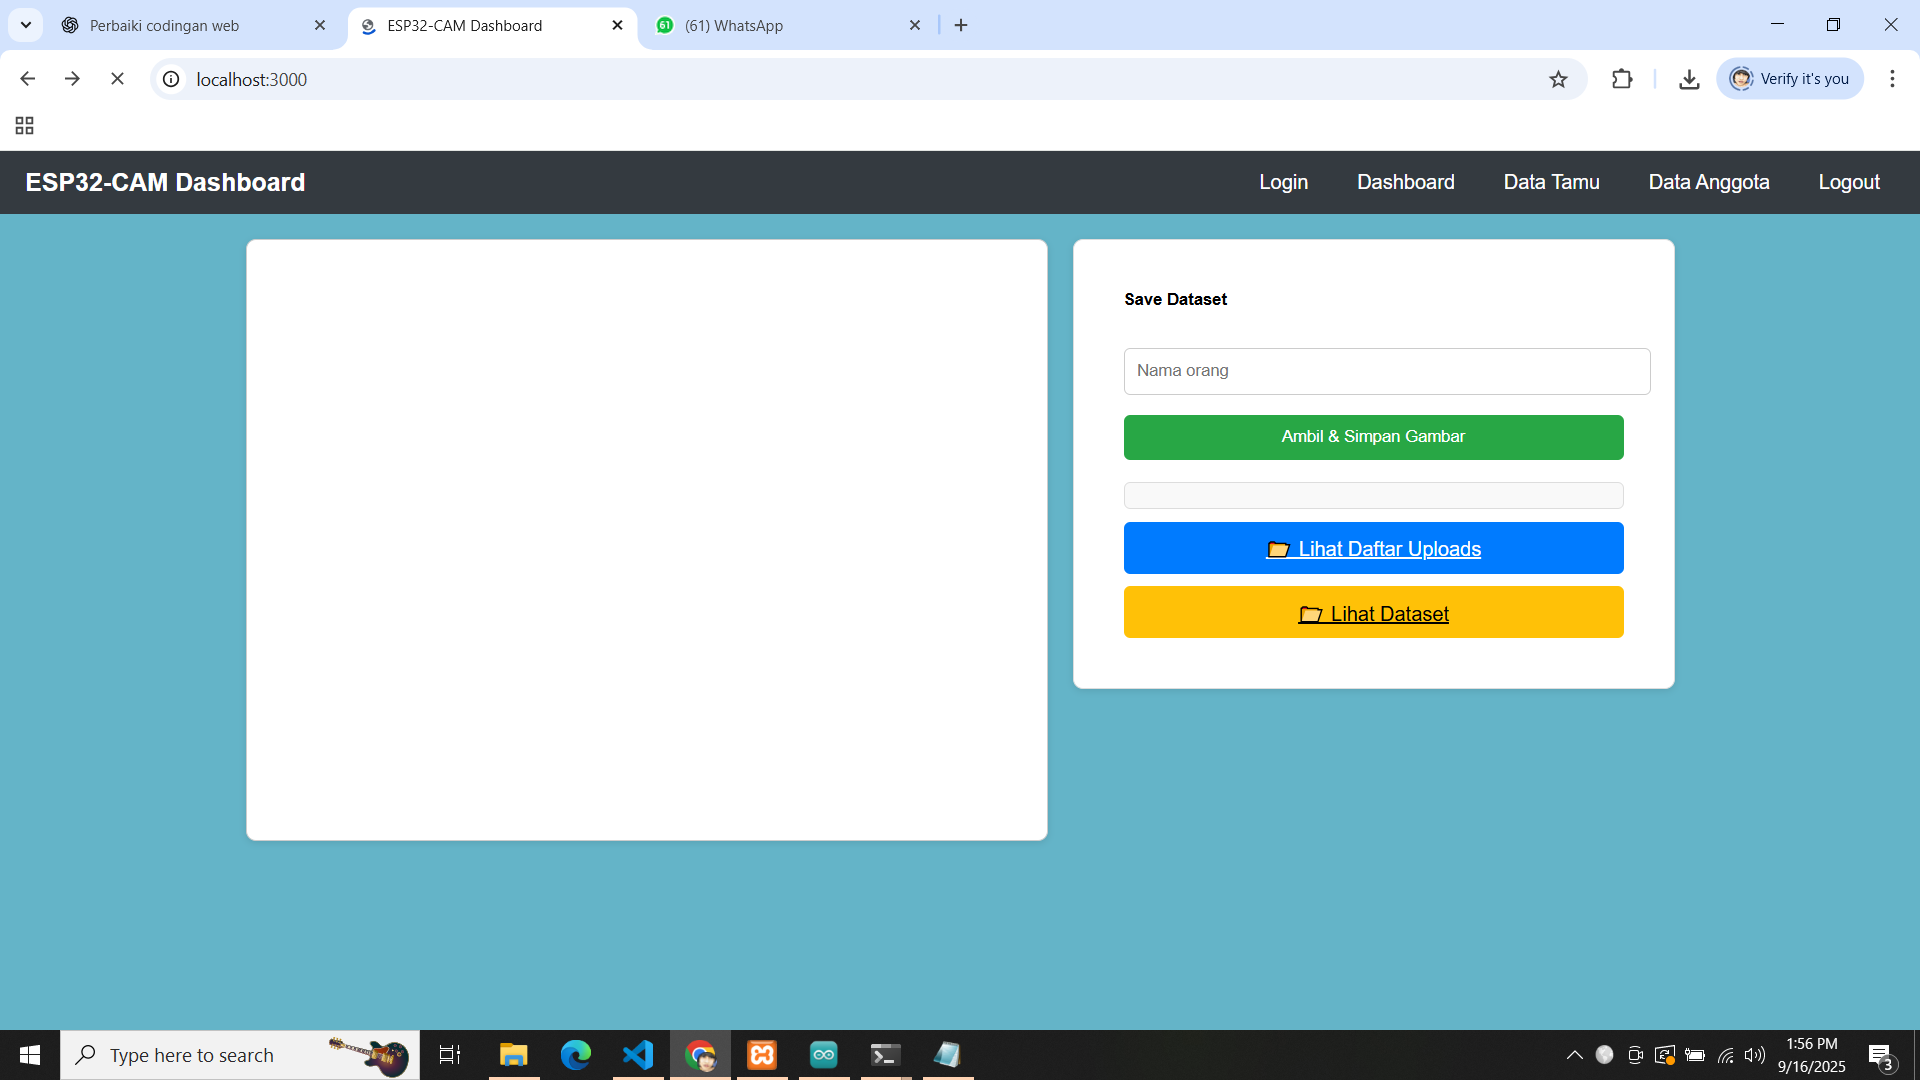 Perbaiki codingan web
ESP32-CAM Dashboard
61
(61) WhatsApp
localhost:3000
Verify it's you
ESP32-CAM Dashboard
Login
Dashboard
Data Tamu
Data Anggota
Logout
Save Dataset
Nama orang
Ambil & Simpan Gambar
Lihat Daftar Uploads
Lihat Dataset
Type here to search
1:56 PM
9/16/2025
3